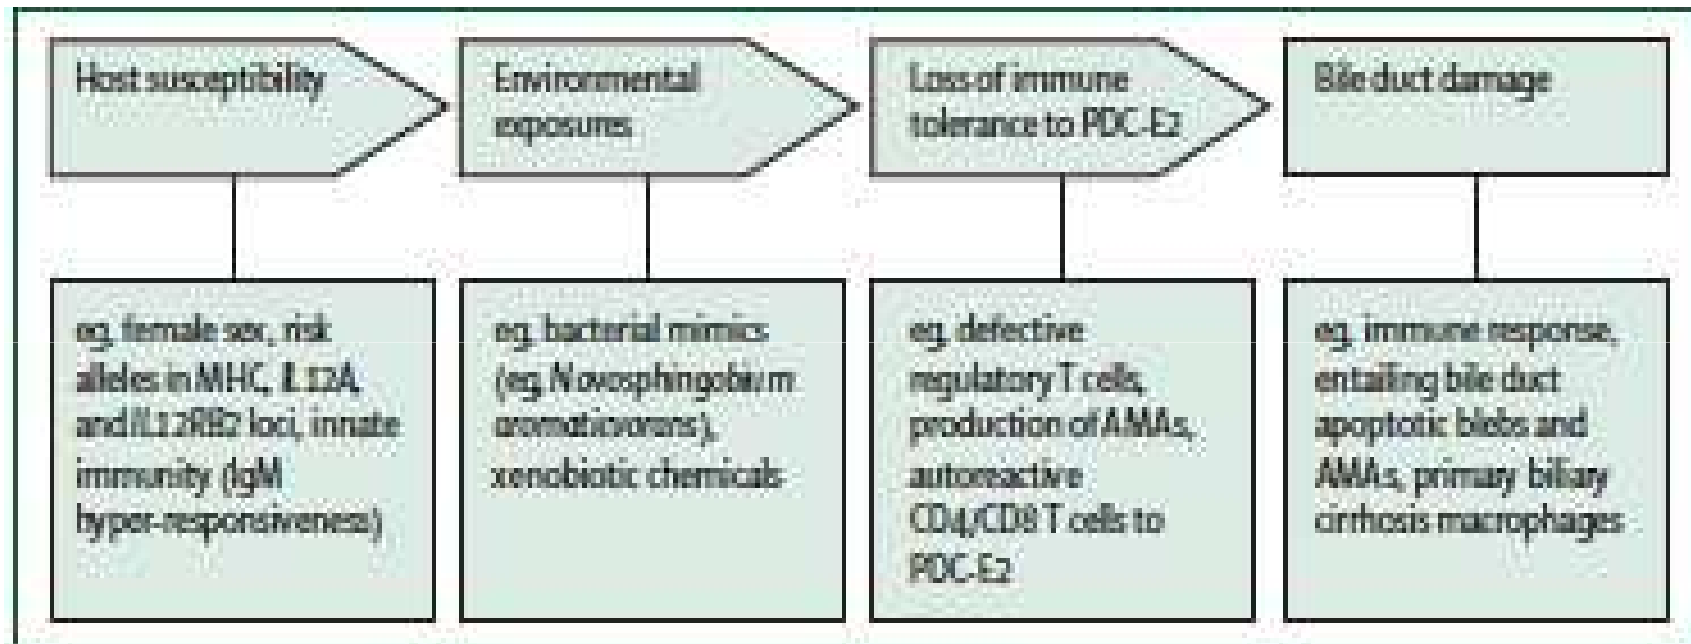 Host susceptibility
Environmental
exposures
Loss of immune
tolerance to PDC-E2
Bile duct damage
eg, female sex, risk
alleles in MHC, IL12A,
and IL12RB2 loci, innate
immunity (IgM
hyper-responsiveness)
eg, bacterial mimics
(eg, Novosphingobium
aromaticivorans),
xenobiotic chemicals
eg, defective
regulatory T cells,
production of AMAs,
autoreactive
CD4/CD8 T cells to
PDC-E2
eg, immune response,
entailing bile duct
apoptotic blebs and
AMAs, primary biliary
cirrhosis macrophages